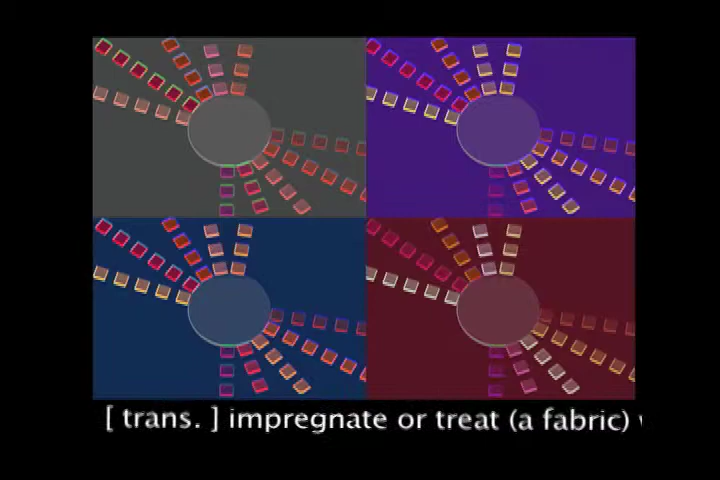 [ trans. ] impregnate or treat (a fabric)